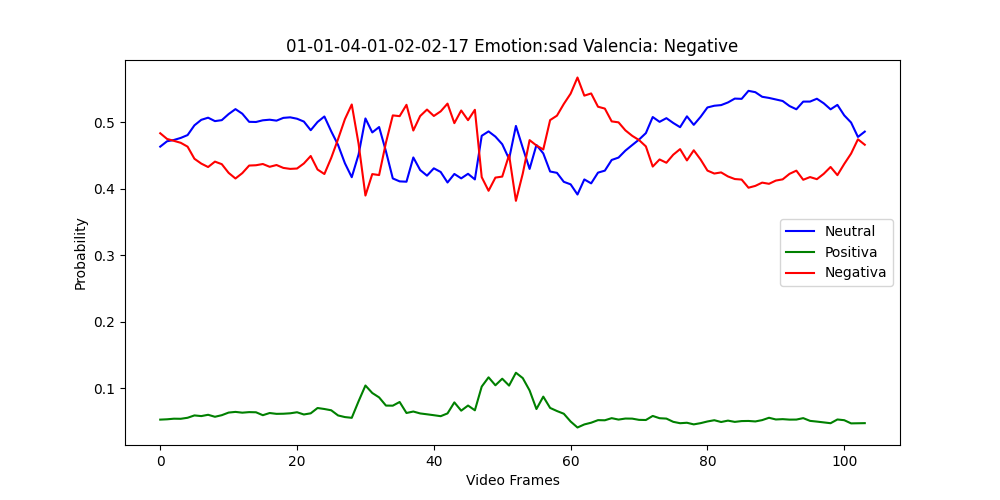 01-01-04-01-02-02-17 Emotion:sad Valencia: Negative
Probability
0.5
0.4
0.3
0.2
0.1
Neutral
Positiva
Negativa
0 20 40 60 80 100
Video Frames